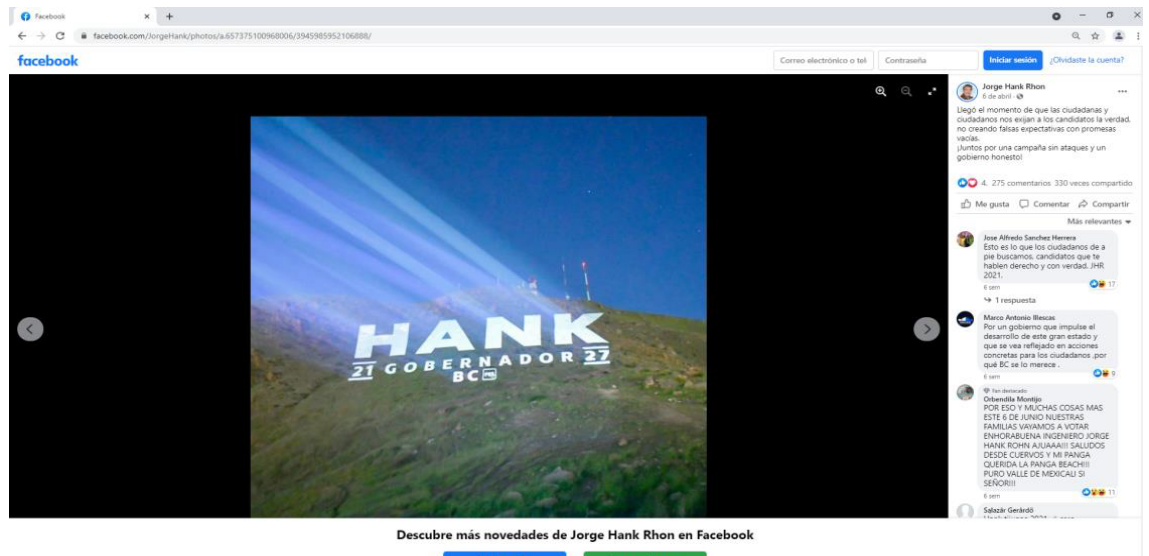 Facebook
facebook.com/JorgeHank/photos/a.657375100968006/3945985952106888/
facebook
Correo electrónico o tel
Contraseña
Iniciar sesión
¿Olvidaste la cuenta?
HANK
21 GOBERNADOR 27
BC
Jorge Hank Rhon
6 de abril
Llegó el momento de que las ciudadanas y
ciudadanos nos exijan a los candidatos la verdad,
no creando falsas expectativas con promesas
vacías.
¡Juntos por una campaña sin ataques y un
gobierno honesto!
4, 275 comentarios 330 veces compartido
Me gusta Comentar Compartir
Más relevantes
Jose Alfredo Sanchez Herrera
Esto es lo que los ciudadanos de a
pie buscamos, candidatos que te
hablen derecho y con verdad. JHR
2021.
6 sem
17
1 respuesta
Marco Antonio Illescas
Por un gobierno que impulse el
desarrollo de este gran estado y
que se vea reflejado en acciones
concretas para los ciudadanos .por
qué BC se lo merece .
6 sem
9
Fan destacado
Orbendila Montijo
POR ESO Y MUCHAS COSAS MAS
ESTE 6 DE JUNIO NUESTRAS
FAMILIAS VAYAMOS A VOTAR
ENHORABUENA INGENIERO JORGE
HANK ROHN AJUAAA!!! SALUDOS
DESDE CUERVOS Y MI PANGA
QUERIDA LA PANGA BEACH!!!
PURO VALLE DE MEXICALI SI
SEÑOR!!!
6 sem
11
Salazár Gerárdö
Descubre más novedades de Jorge Hank Rhon en Facebook